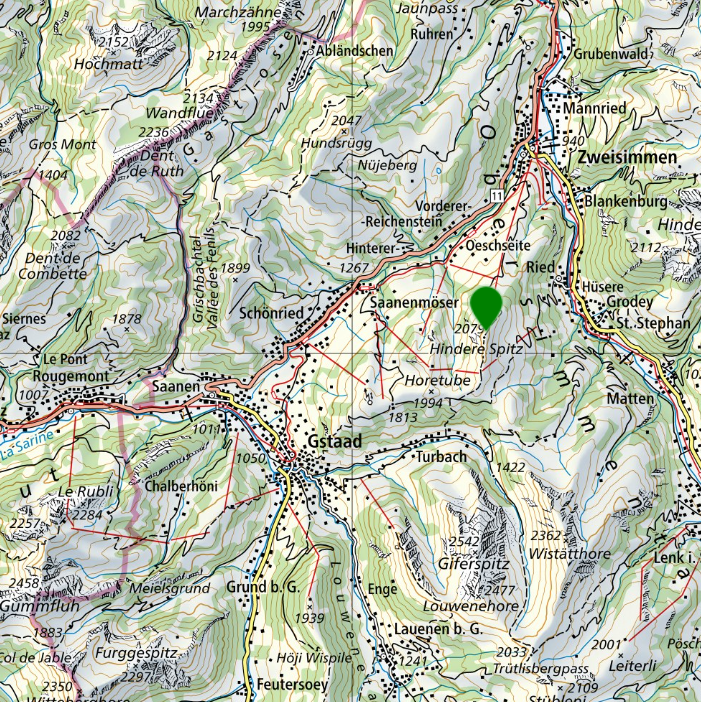 Marchzähne
1995
Jaunpass
Ruhren
2152
Hochmatt
2124
Abländschen
Grubenwald
2134
Wandflue
Gastlosen
2236
Mannried
Gros Mont
2047
Hundsrügg
940
Zweisimmen
Dent
de Ruth
Nüjeberg
1404
11
Blankenburg
Vorderer-
-Reichenstein
2082
Hinterer-
Oeschseite
2112
Dent de
Combette
Grischbachtal
Vallée des Fenils
1899
1267
Ried
Hüsere
Saanenmöser
Grodey
Siernes
1878
Schönried
2079
St. Stephan
Hindere Spitz
Le Pont
Rougemont
Saanen
Horetube
1007
1994
Matten
1011
1813
La Sarine
Gstaad
1050
Turbach
1422
Chalberhöni
Le Rubli
2284
2257
2542
2362
Giferspitz
Wistätthore
2458
Gummfluh
Meielsgrund
Grund b. G.
Enge
2477
Louwenehore
Lenk i.
1883
1939
Lauenen b. G.
Col de Jable
Furggespitz
2297
Höji Wispile
1241
2033
Trütlisbergpass
2001
Leiterli
2350
Feutersoey
2109
Stübleni